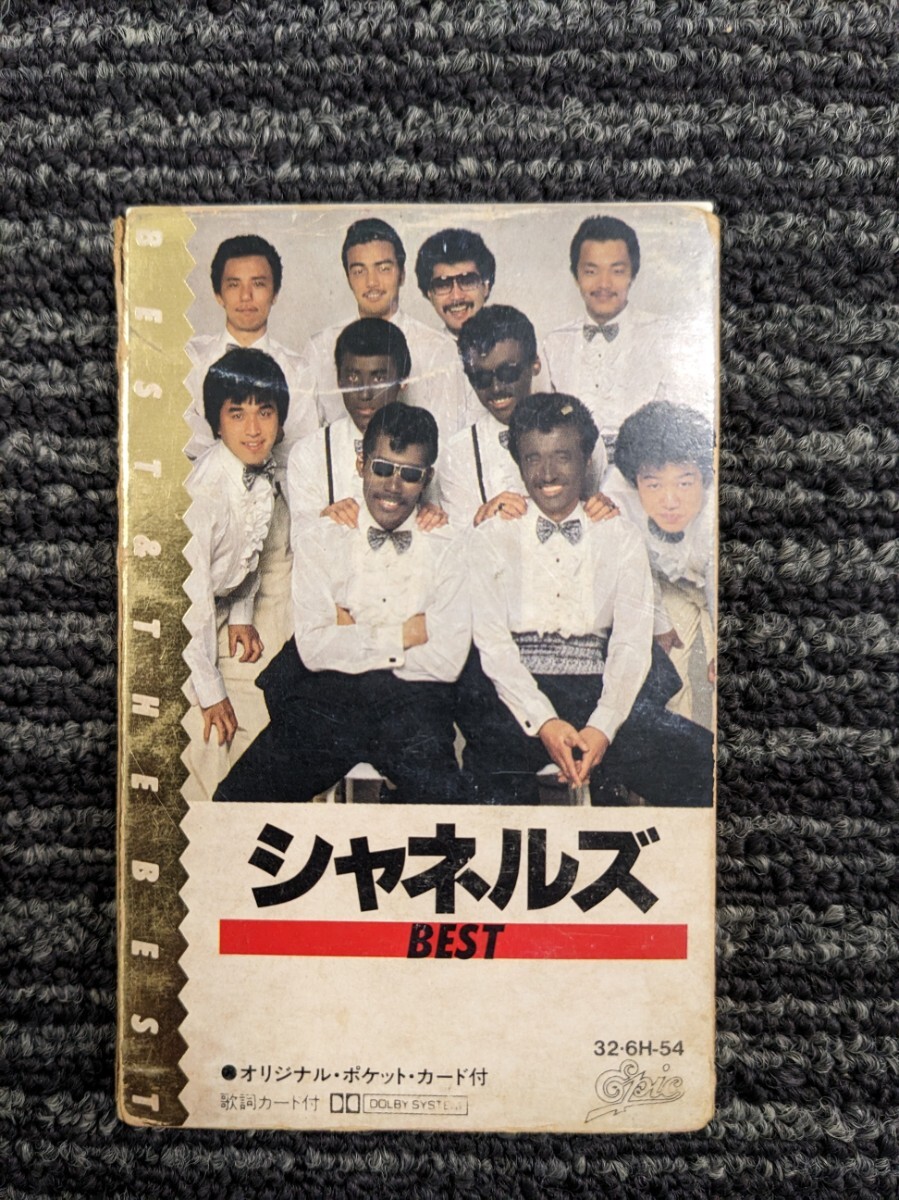 BEST & THE BEST
シャネルズ
BEST
32・6H-54
●オリジナル・ポケット・カード付
Epic
歌詞カード付 DOLBY SYSTEM